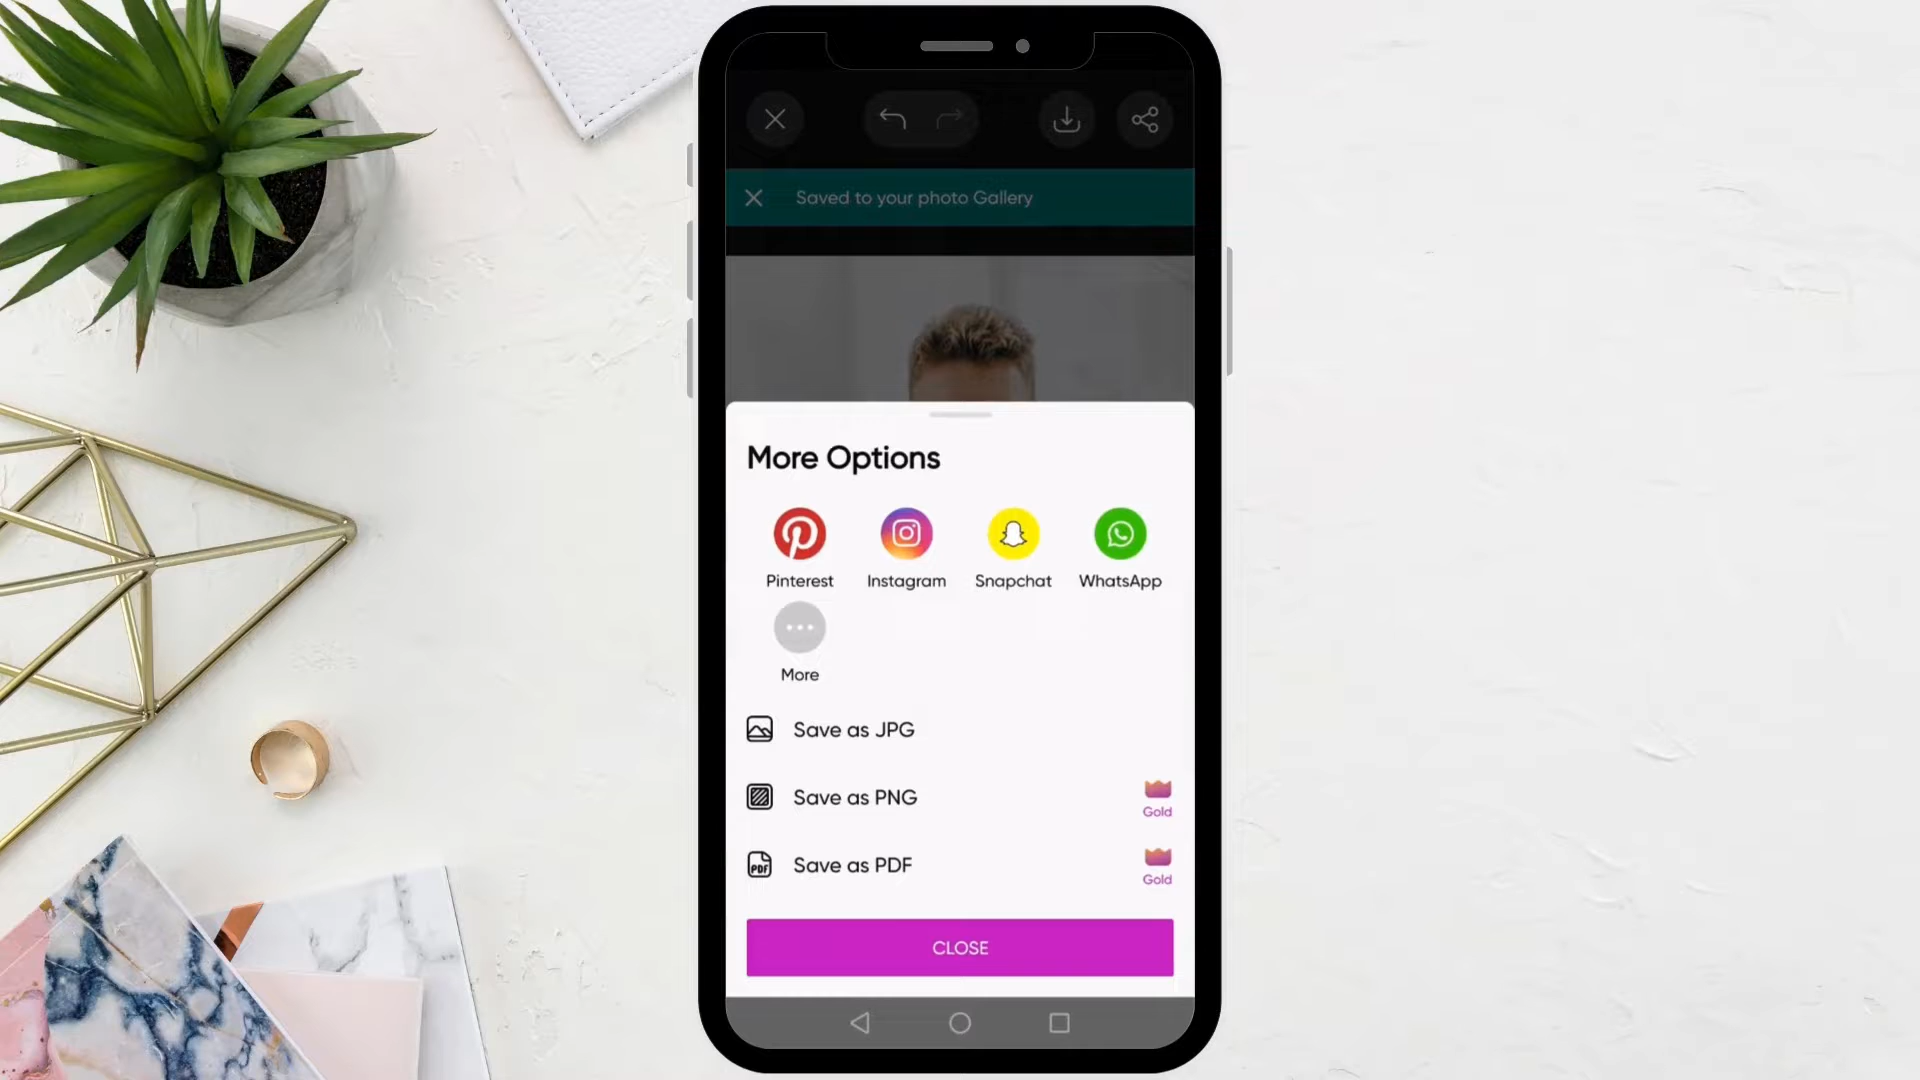 Saved to your photo Gallery
More Options
Pinterest Instagram Snapchat WhatsApp
More
Save as JPG
Save as PNG
Gold
PDF
Save as PDF
Gold
CLOSE